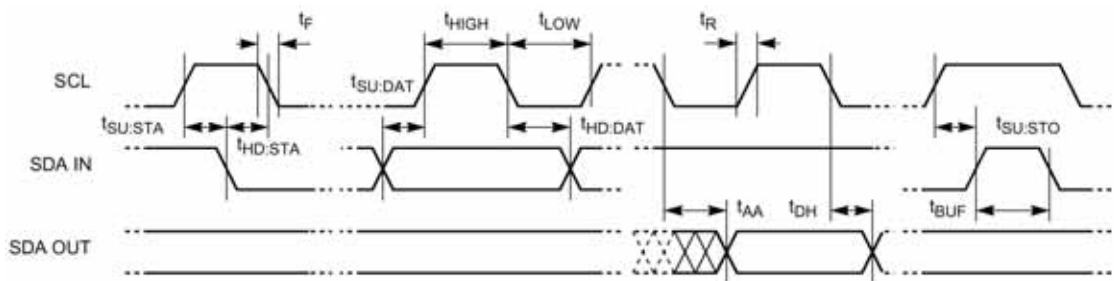 tF tHIGH tLOW tR
SCL tSU:DAT
tSU:STA tHD:STA tHD:DAT tSU:STO
SDA IN
tAA tDH tBUF
SDA OUT